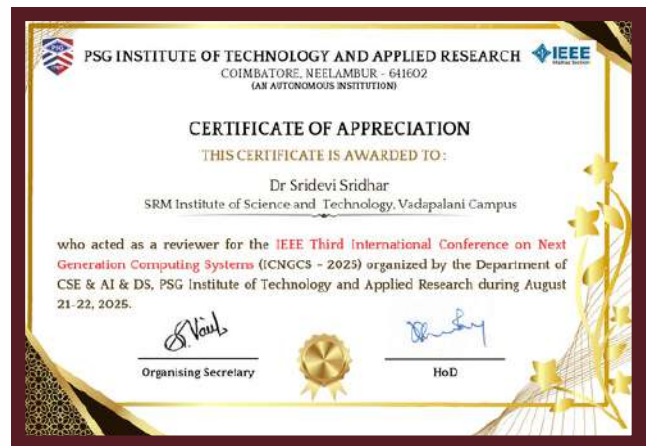 PSG INSTITUTE OF TECHNOLOGY AND APPLIED RESEARCH
COIMBATORE, NEELAMBUR - 641602
(AN AUTONOMOUS INSTITUTION)
IEEE
Madras Section
CERTIFICATE OF APPRECIATION
THIS CERTIFICATE IS AWARDED TO :
Dr Sridevi Sridhar
SRM Institute of Science and Technology, Vadapalani Campus
who acted as a reviewer for the IEEE Third International Conference on Next
Generation Computing Systems (ICNGCS - 2025) organized by the Department of
CSE & AI & DS, PSG Institute of Technology and Applied Research during August
21-22, 2025.
Organising Secretary
HoD